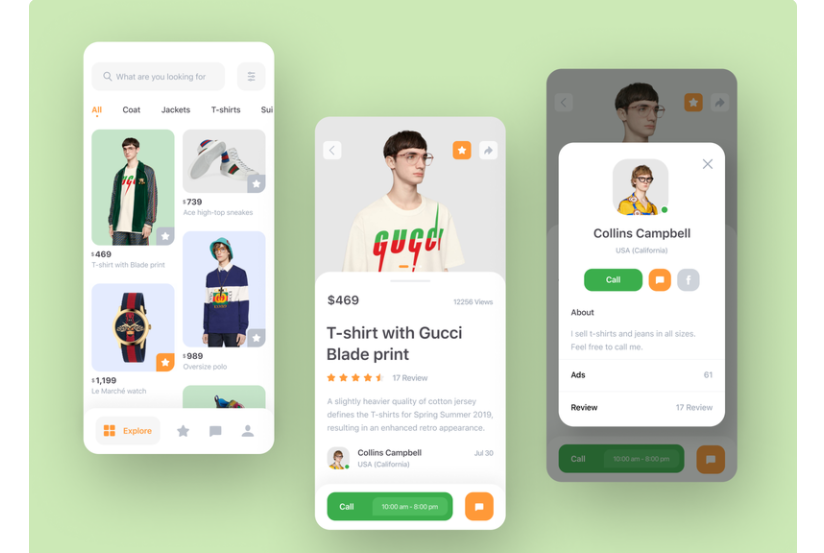 What are you looking for
All Coat Jackets T-shirts Sui
$469
T-shirt with Blade print
$739
Ace high-top sneakes
$1,199
Le Marché watch
$989
Oversize polo
Explore
GUCCI
$469
12256 Views
T-shirt with Gucci
Blade print
17 Review
A slightly heavier quality of cotton jersey
defines the T-shirts for Spring Summer 2019,
resulting in an enhanced retro appearance.
Collins Campbell
Jul 30
USA (California)
Call
10:00 am - 8:00 pm
Collins Campbell
USA (California)
Call
f
About
I sell t-shirts and jeans in all sizes.
Feel free to call me.
Ads 61
Review 17 Review
Call
10:00 am - 8:00 pm